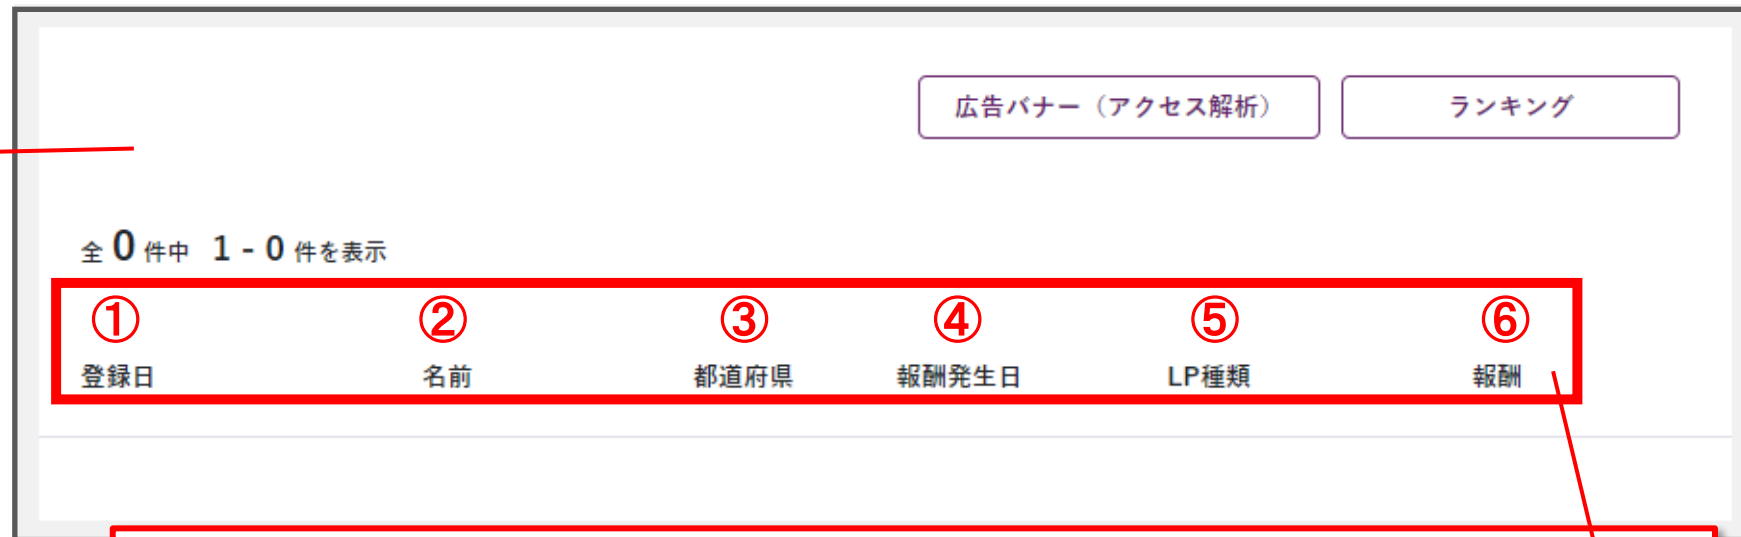 広告バナー（アクセス解析） ランキング
全 0 件中 1 - 0 件を表示
① ② ③ ④ ⑤ ⑥
登録日 名前 都道府県 報酬発生日 LP種類 報酬